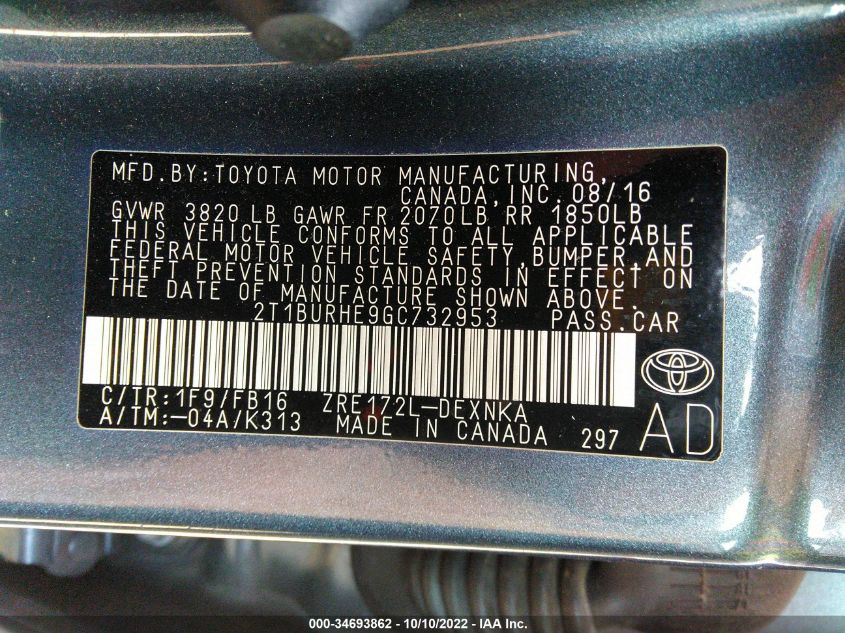 MFD.BY:TOYOTA MOTOR MANUFACTURING,
CANADA,INC. 08/16
GVWR 3820 LB GAWR FR 2070LB RR 1850LB
THIS VEHICLE CONFORMS TO ALL APPLICABLE
FEDERAL MOTOR VEHICLE SAFETY,BUMPER,AND
THEFT PREVENTION STANDARDS IN EFFECT ON
THE DATE OF MANUFACTURE SHOWN ABOVE.
2T1BURHE9GC732953 PASS.CAR
C/TR:1F9/FB16 ZRE172L-DEXNKA
A/TM:-04A/K313 MADE IN CANADA 297 AD
000-34693862 - 10/10/2022 - IAA Inc.